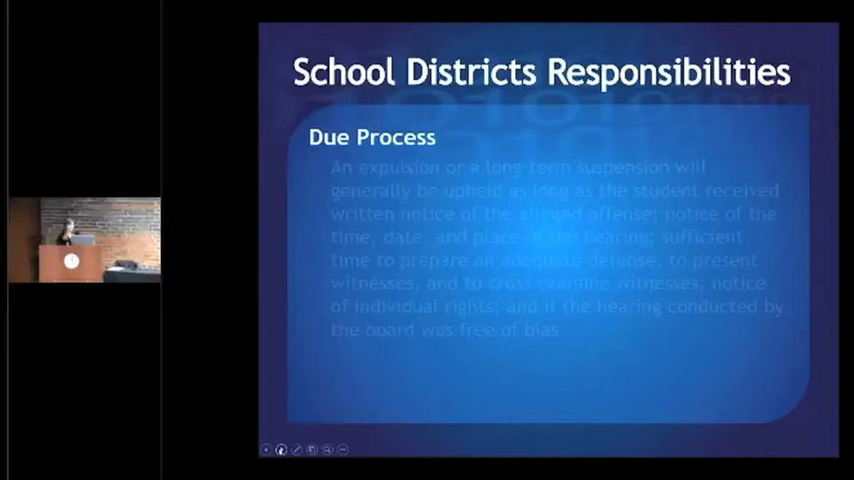 School Districts Responsibilities
Due Process
An expulsion or a long-term suspension will
generally be upheld as long as the student received
written notice of the alleged offense; notice of the
time, date, and place of the hearing; sufficient
time to prepare an adequate defense, to present
witnesses, and to cross examine witnesses; notice
of individual rights; and if the hearing conducted by
the board was free of bias